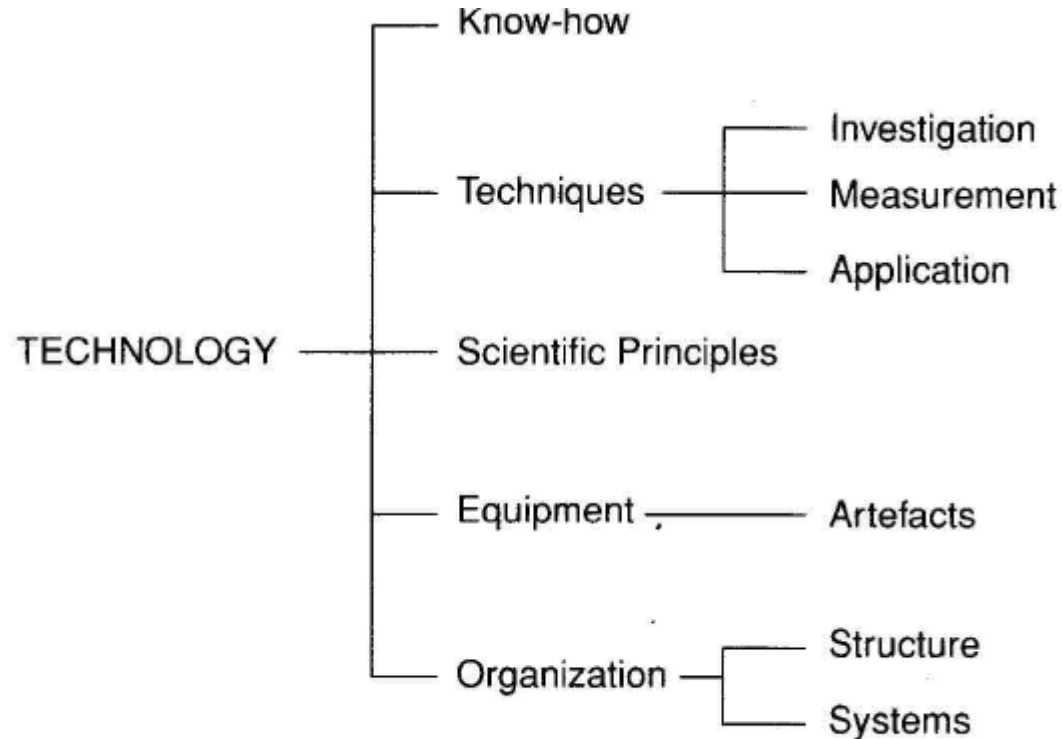 Know-how
Investigation
Techniques
Measurement
Application
TECHNOLOGY
Scientific Principles
Equipment
Artefacts
Structure
Organization
Systems